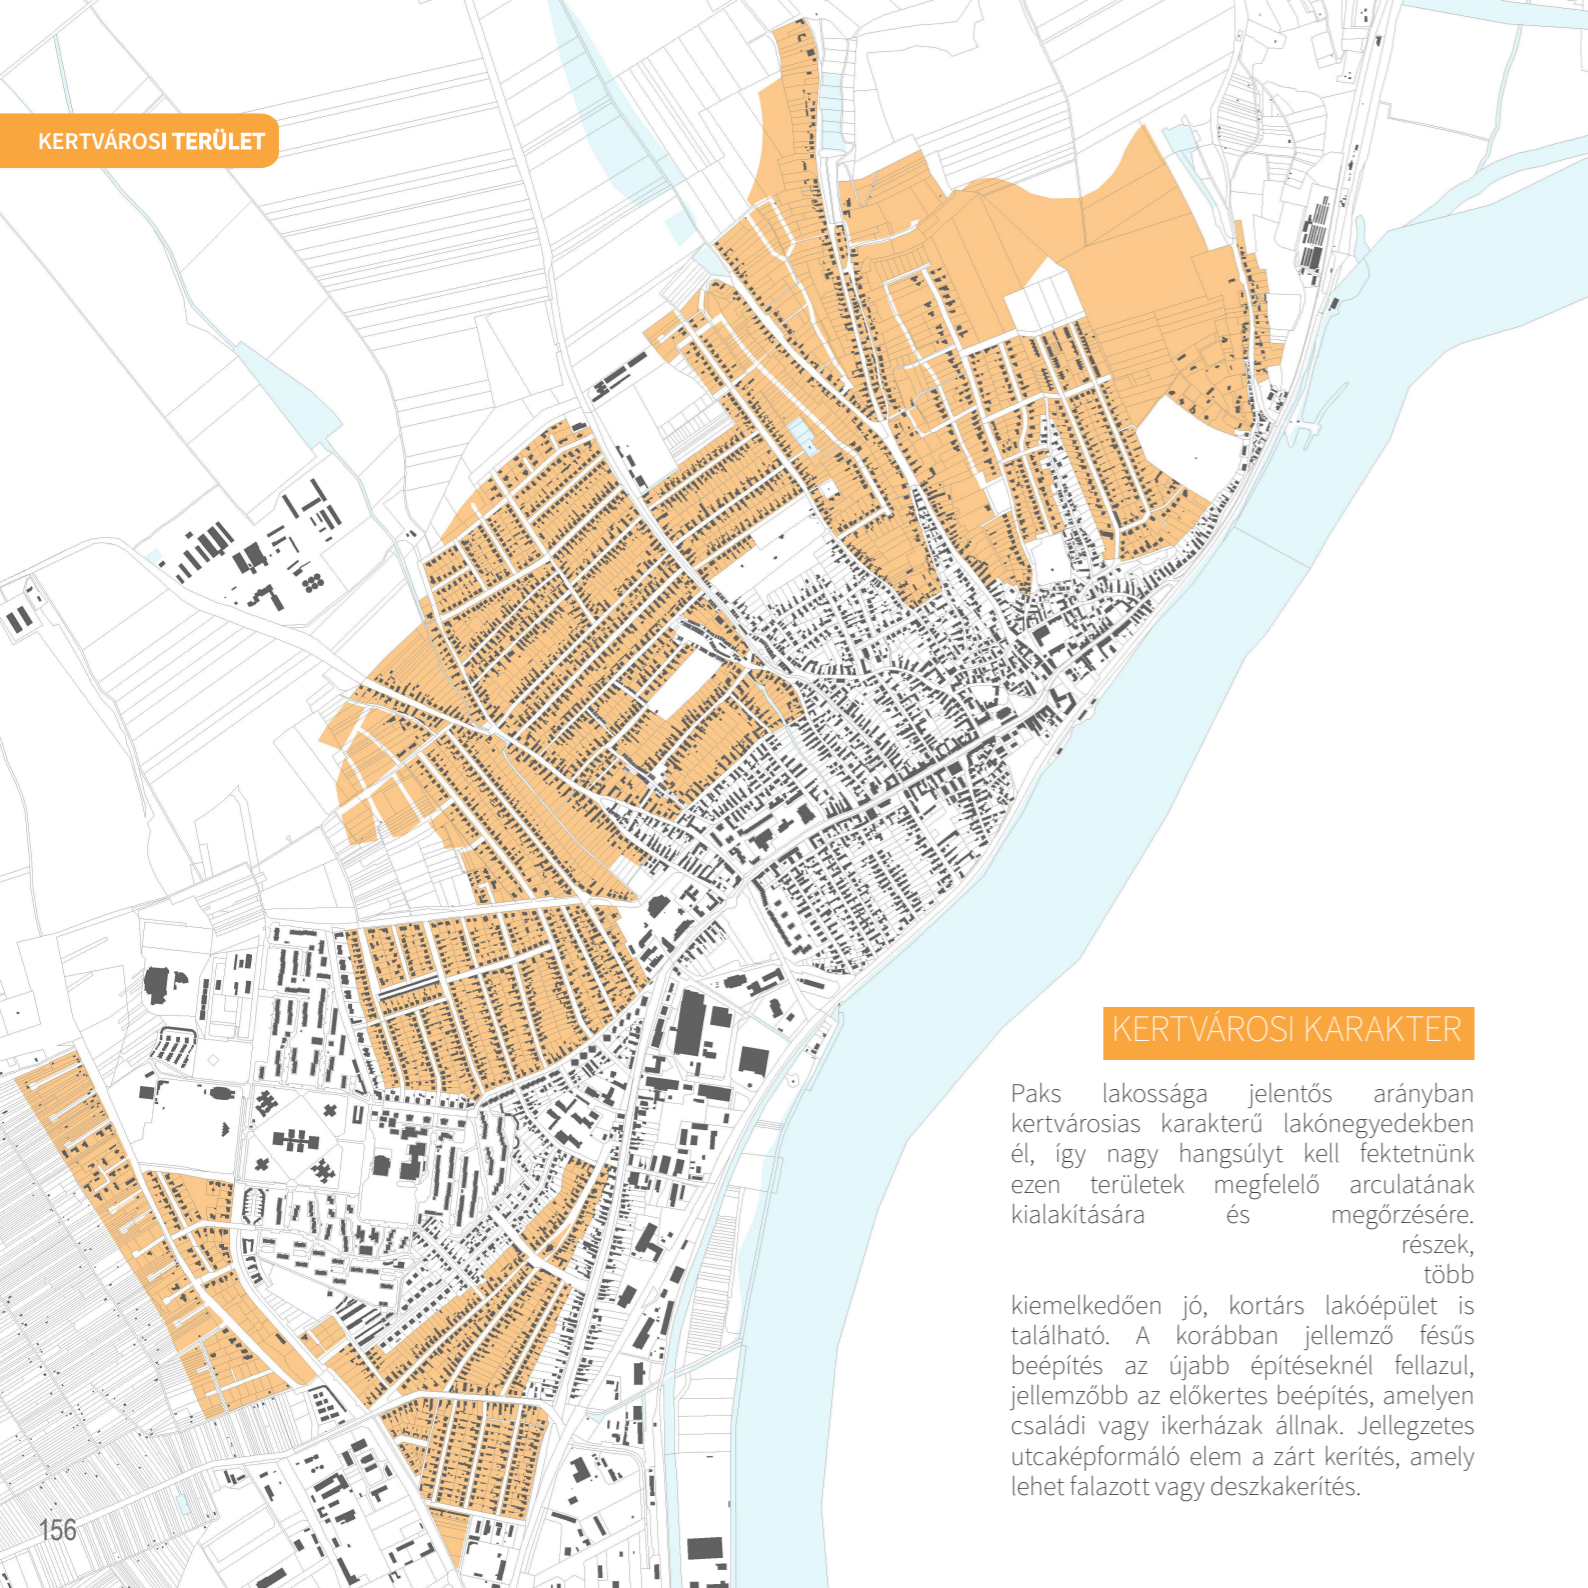 KERTVÁROSI TERÜLET
KERTVÁROSI KARAKTER
Paks lakossága jelentős arányban
kertvárosias karakterű lakónegyedekben
él, így nagy hangsúlyt kell fektetnünk
ezen területek megfelelő arculatának
kialakítására és megőrzésére.
részek,
több
kiemelkedően jó, kortárs lakóépület is
található. A korábban jellemző fésűs
beépítés az újabb építéseknél fellazul,
jellemzőbb az előkertes beépítés, amelyen
családi vagy ikerházak állnak. Jellegzetes
utcaképformáló elem a zárt kerítés, amely
lehet falazott vagy deszkakerítés.
156